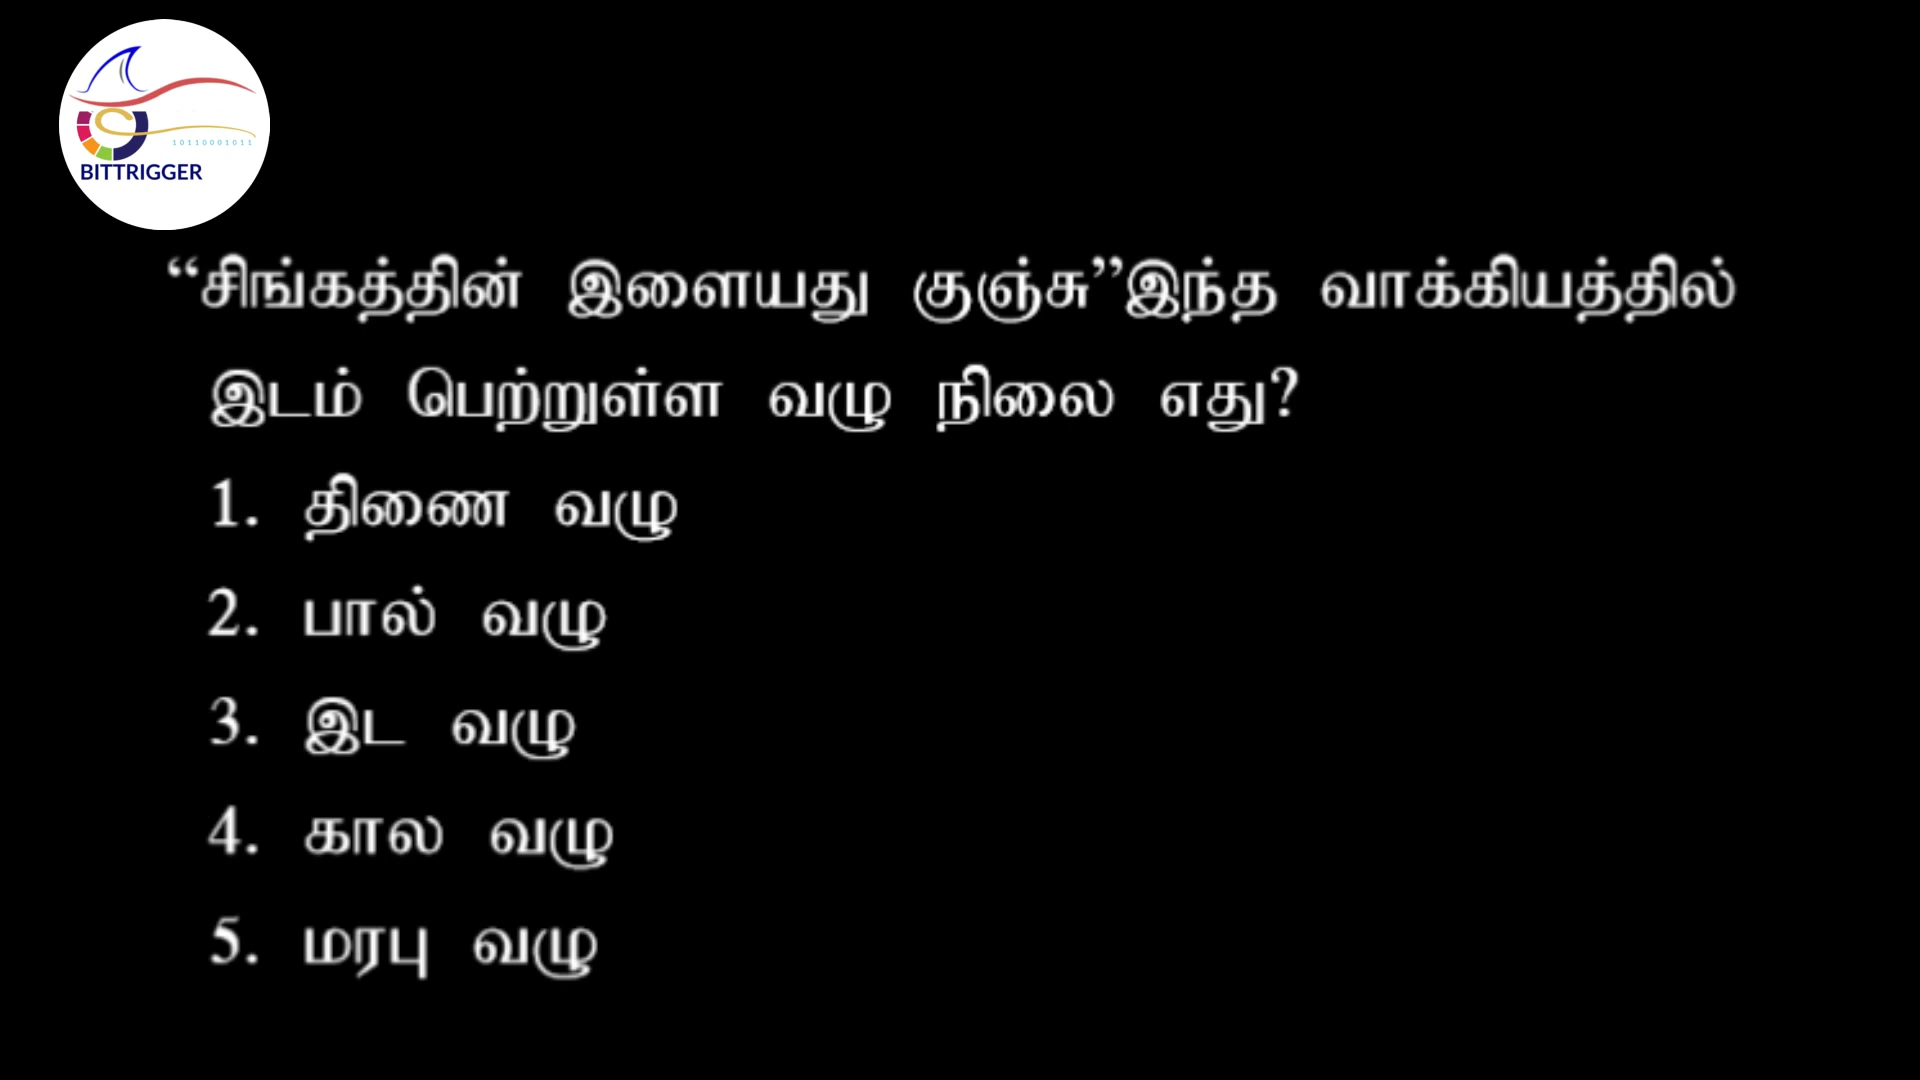 10110001011
BITTRIGGER
“சிங்கத்தின் இளையது குஞ்சு”இந்த வாக்கியத்தில்
இடம் பெற்றுள்ள வழு நிலை எது?
1. திணை வழு
2. பால் வழு
3. இட வழு
4. கால வழு
5. மரபு வழு